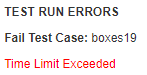 TEST RUN ERRORS
Fail Test Case: boxes19
Time Limit Exceeded